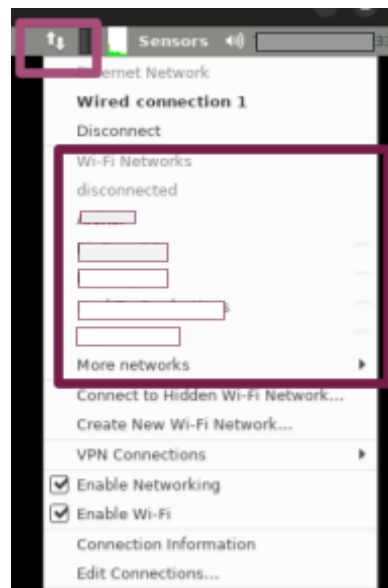 Sensors
Ethernet Network
Wired connection 1
Disconnect
Wi-Fi Networks
disconnected
More networks
Connect to Hidden Wi-Fi Network...
Create New Wi-Fi Network...
VPN Connections
Enable Networking
Enable Wi-Fi
Connection Information
Edit Connections...